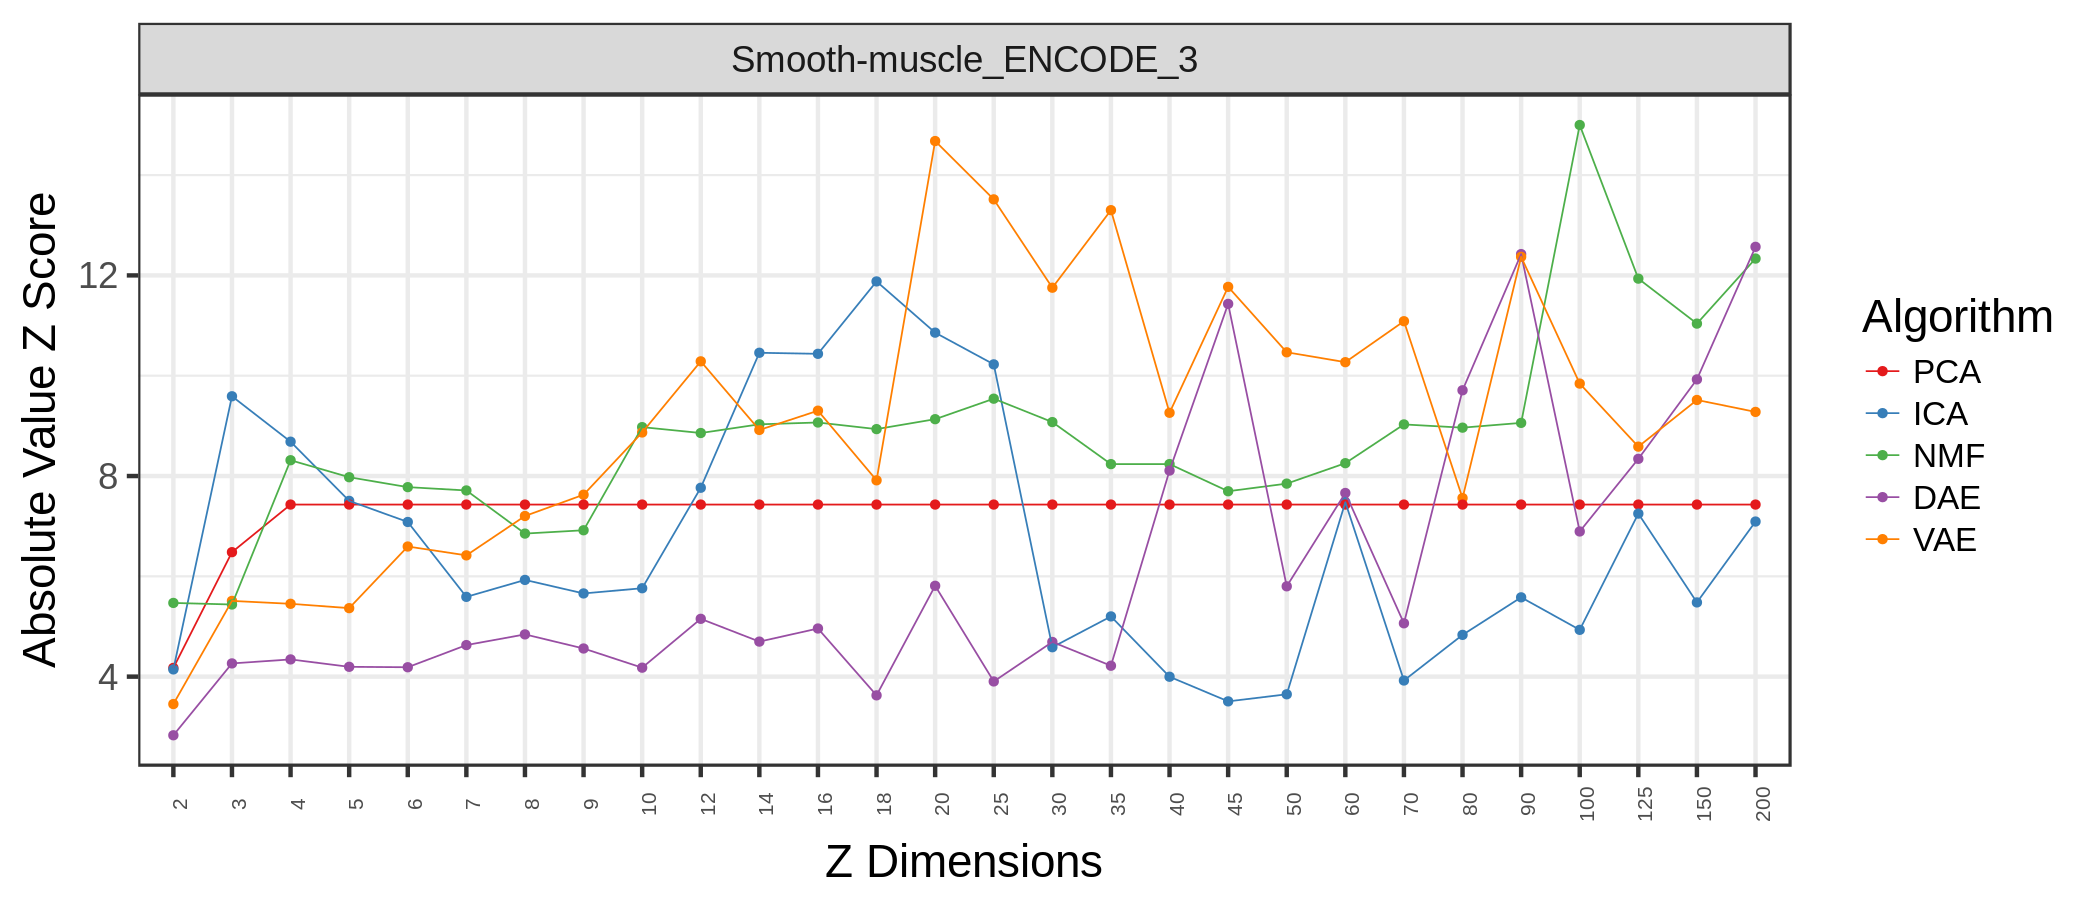 Smooth-muscle_ENCODE_3
Absolute Value Z Score
12
8
4
2 3 4 5 6 7 8 9 10 12 14 16 18 20 25 30 35 40 45 50 60 70 80 90 100 125 150 200
Z Dimensions
Algorithm
PCA
ICA
NMF
DAE
VAE